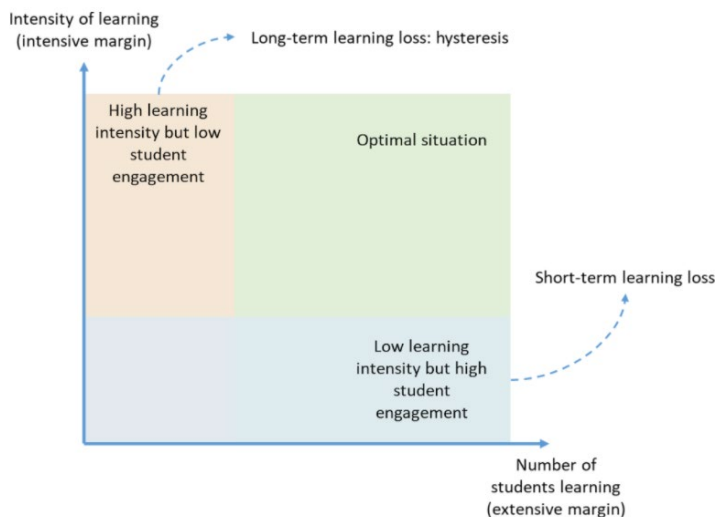 Intensity of learning
(intensive margin)
Long-term learning loss: hysteresis
High learning
intensity but low
student
engagement
Optimal situation
Short-term learning loss
Low learning
intensity but high
student
engagement
Number of
students learning
(extensive margin)